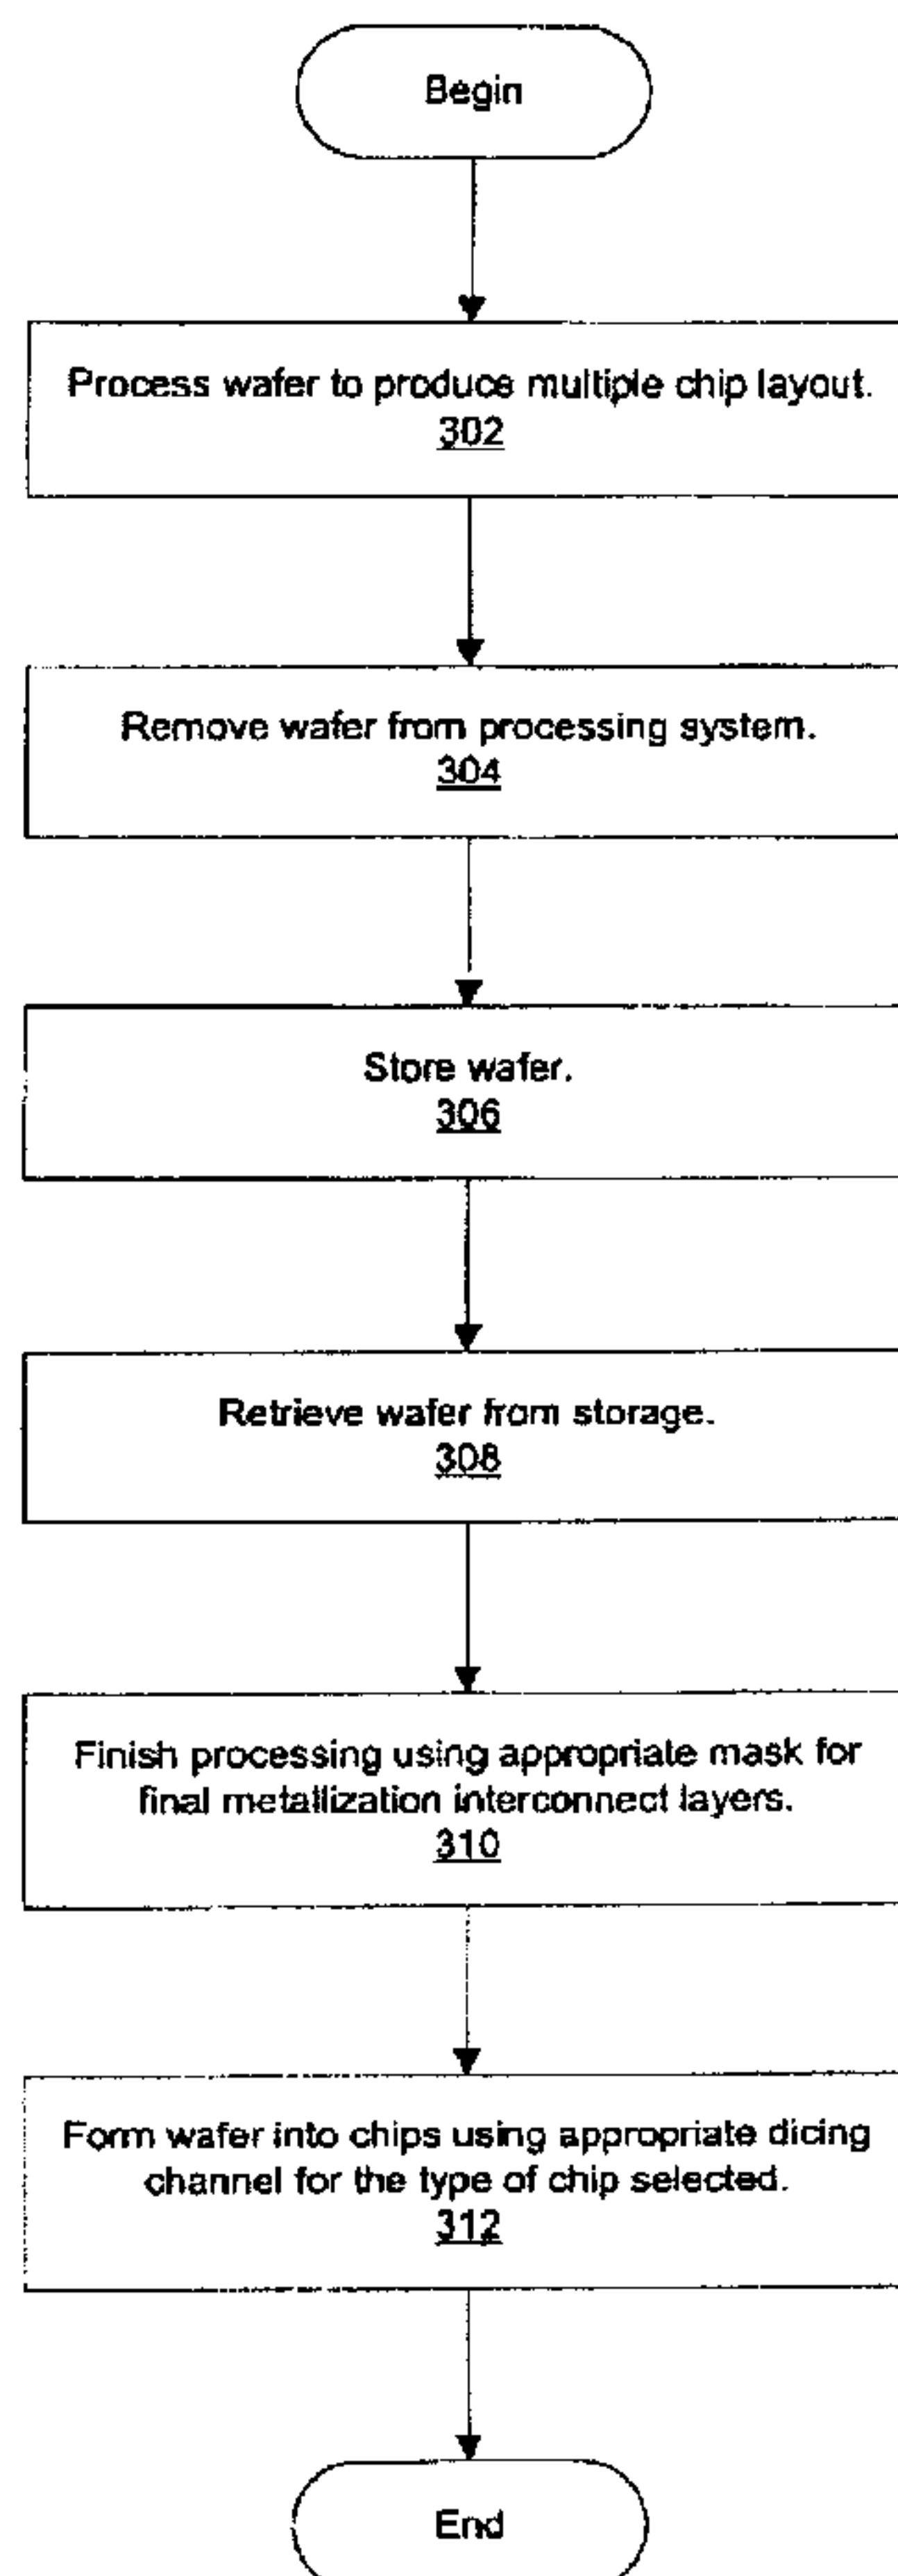 Begin
Process wafer to produce multiple chip layout.
302
Remove wafer from processing system.
304
Store wafer.
306
Retrieve wafer from storage.
308
Finish processing using appropriate mask for
final metallization interconnect layers.
310
Form wafer into chips using appropriate dicing
channel for the type of chip selected.
312
End